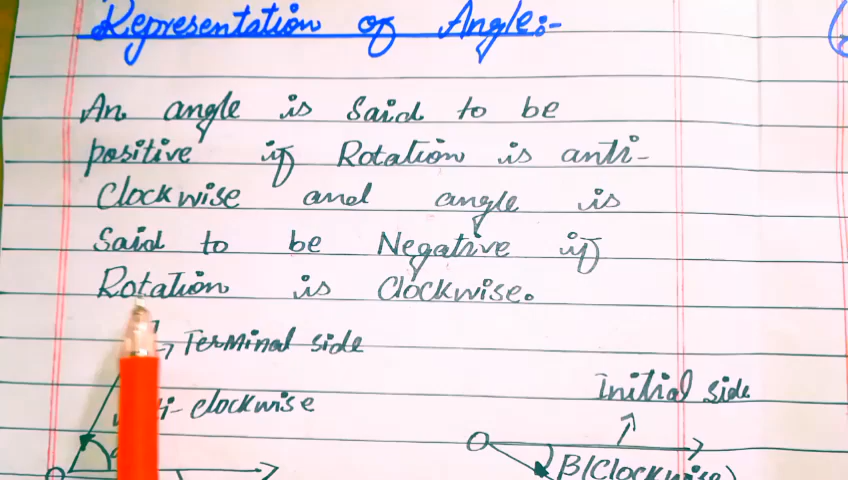 Representation of Angle:-
An angle is Said to be
positive if Rotation is anti-
Clockwise and angle is
Said to be Negative if
Rotation is Clockwise.
Terminal side
Initial side
clockwise
β(Clockwise)